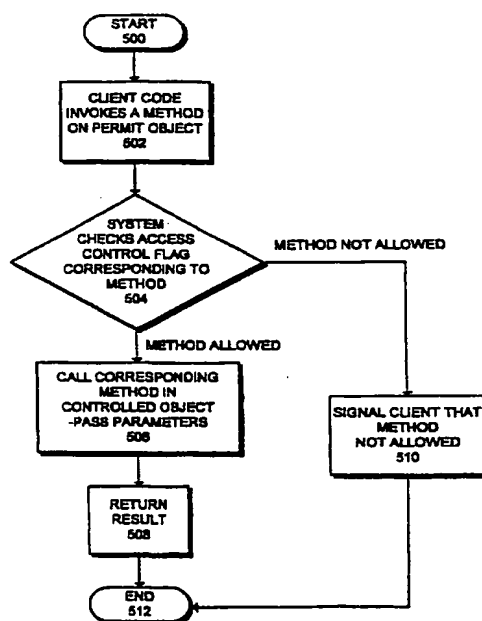 START
500
CLIENT CODE
INVOKES A METHOD
ON PERMIT OBJECT
502
SYSTEM
CHECKS ACCESS
CONTROL FLAG
CORRESPONDING TO
METHOD
504
METHOD NOT ALLOWED
METHOD ALLOWED
CALL CORRESPONDING
METHOD IN
CONTROLLED OBJECT
-PASS PARAMETERS
506
SIGNAL CLIENT THAT
METHOD
NOT ALLOWED
510
RETURN
RESULT
508
END
512